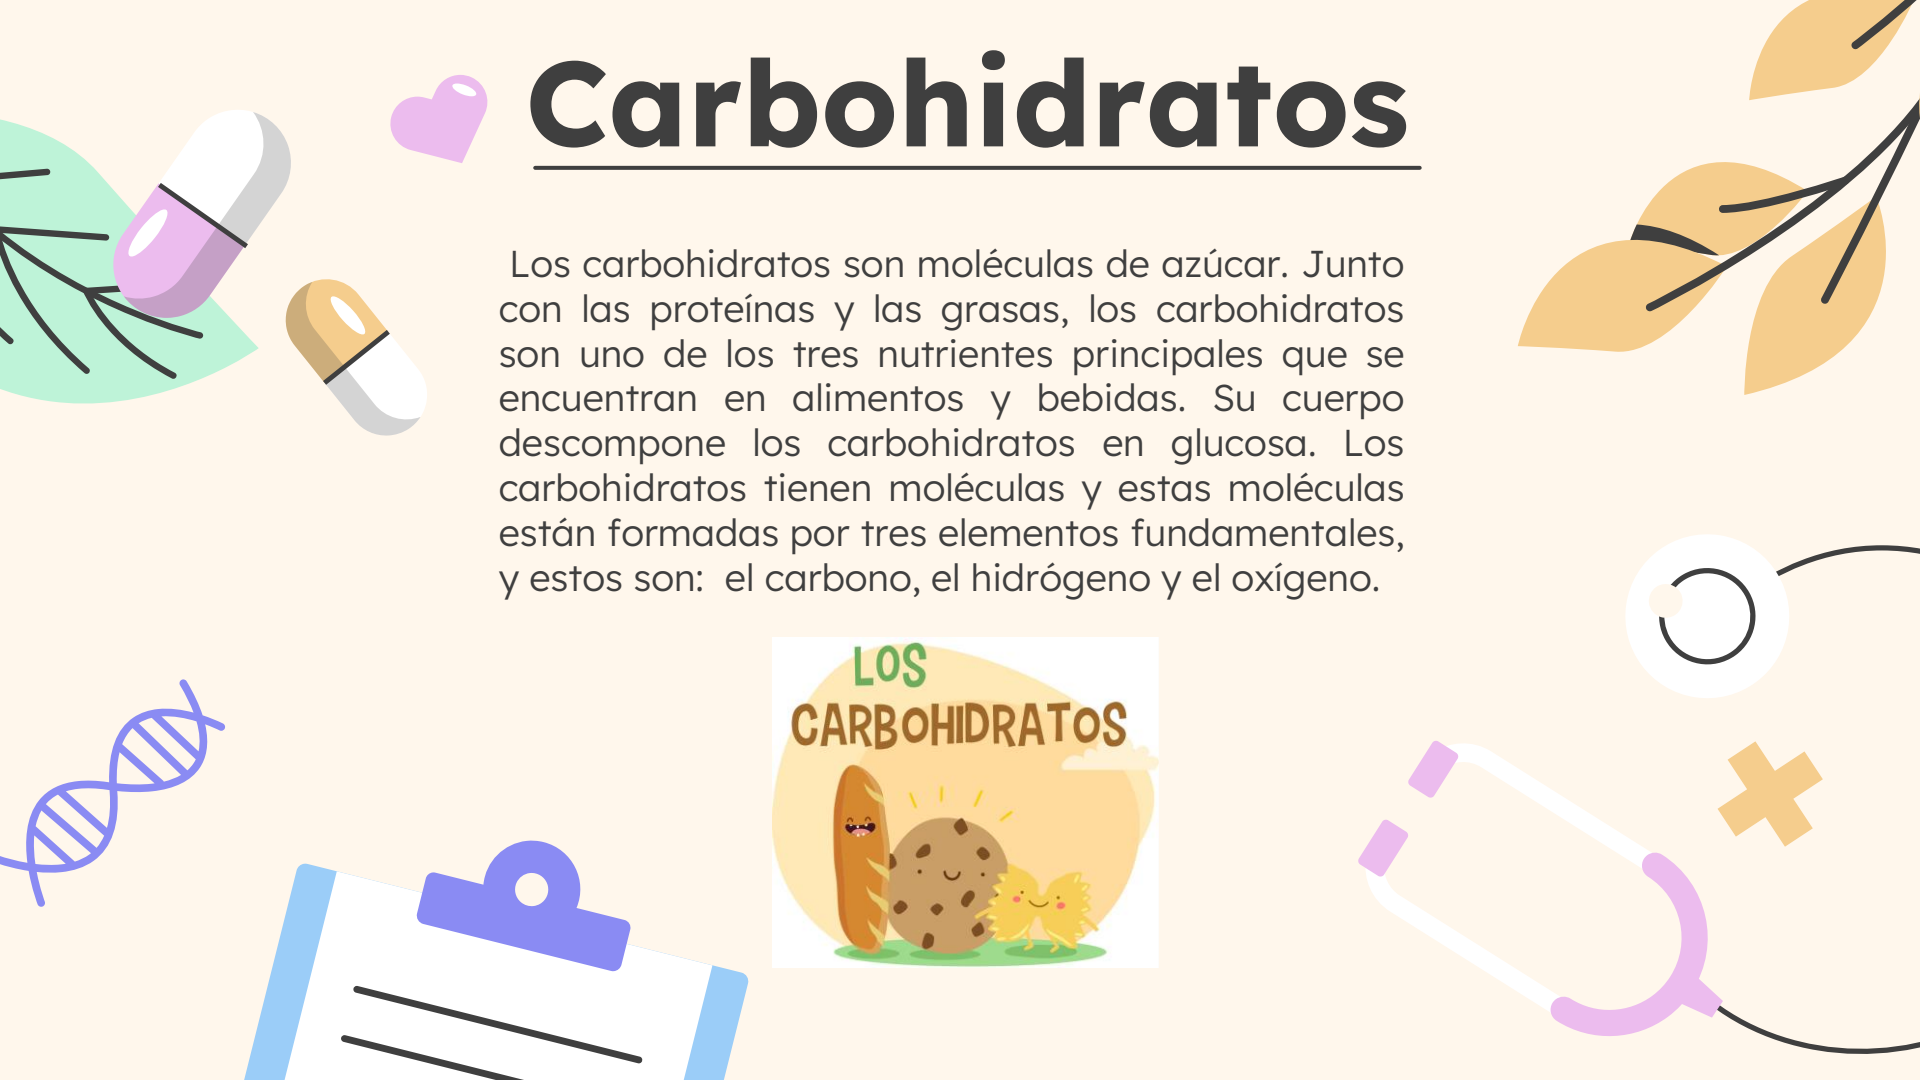 Carbohidratos
Los carbohidratos son moléculas de azúcar. Junto
con las proteínas y las grasas, los carbohidratos
son uno de los tres nutrientes principales que se
encuentran en alimentos y bebidas. Su cuerpo
descompone los carbohidratos en glucosa. Los
carbohidratos tienen moléculas y estas moléculas
están formadas por tres elementos fundamentales,
y estos son:  el carbono, el hidrógeno y el oxígeno.
LOS
CARBOHIDRATOS